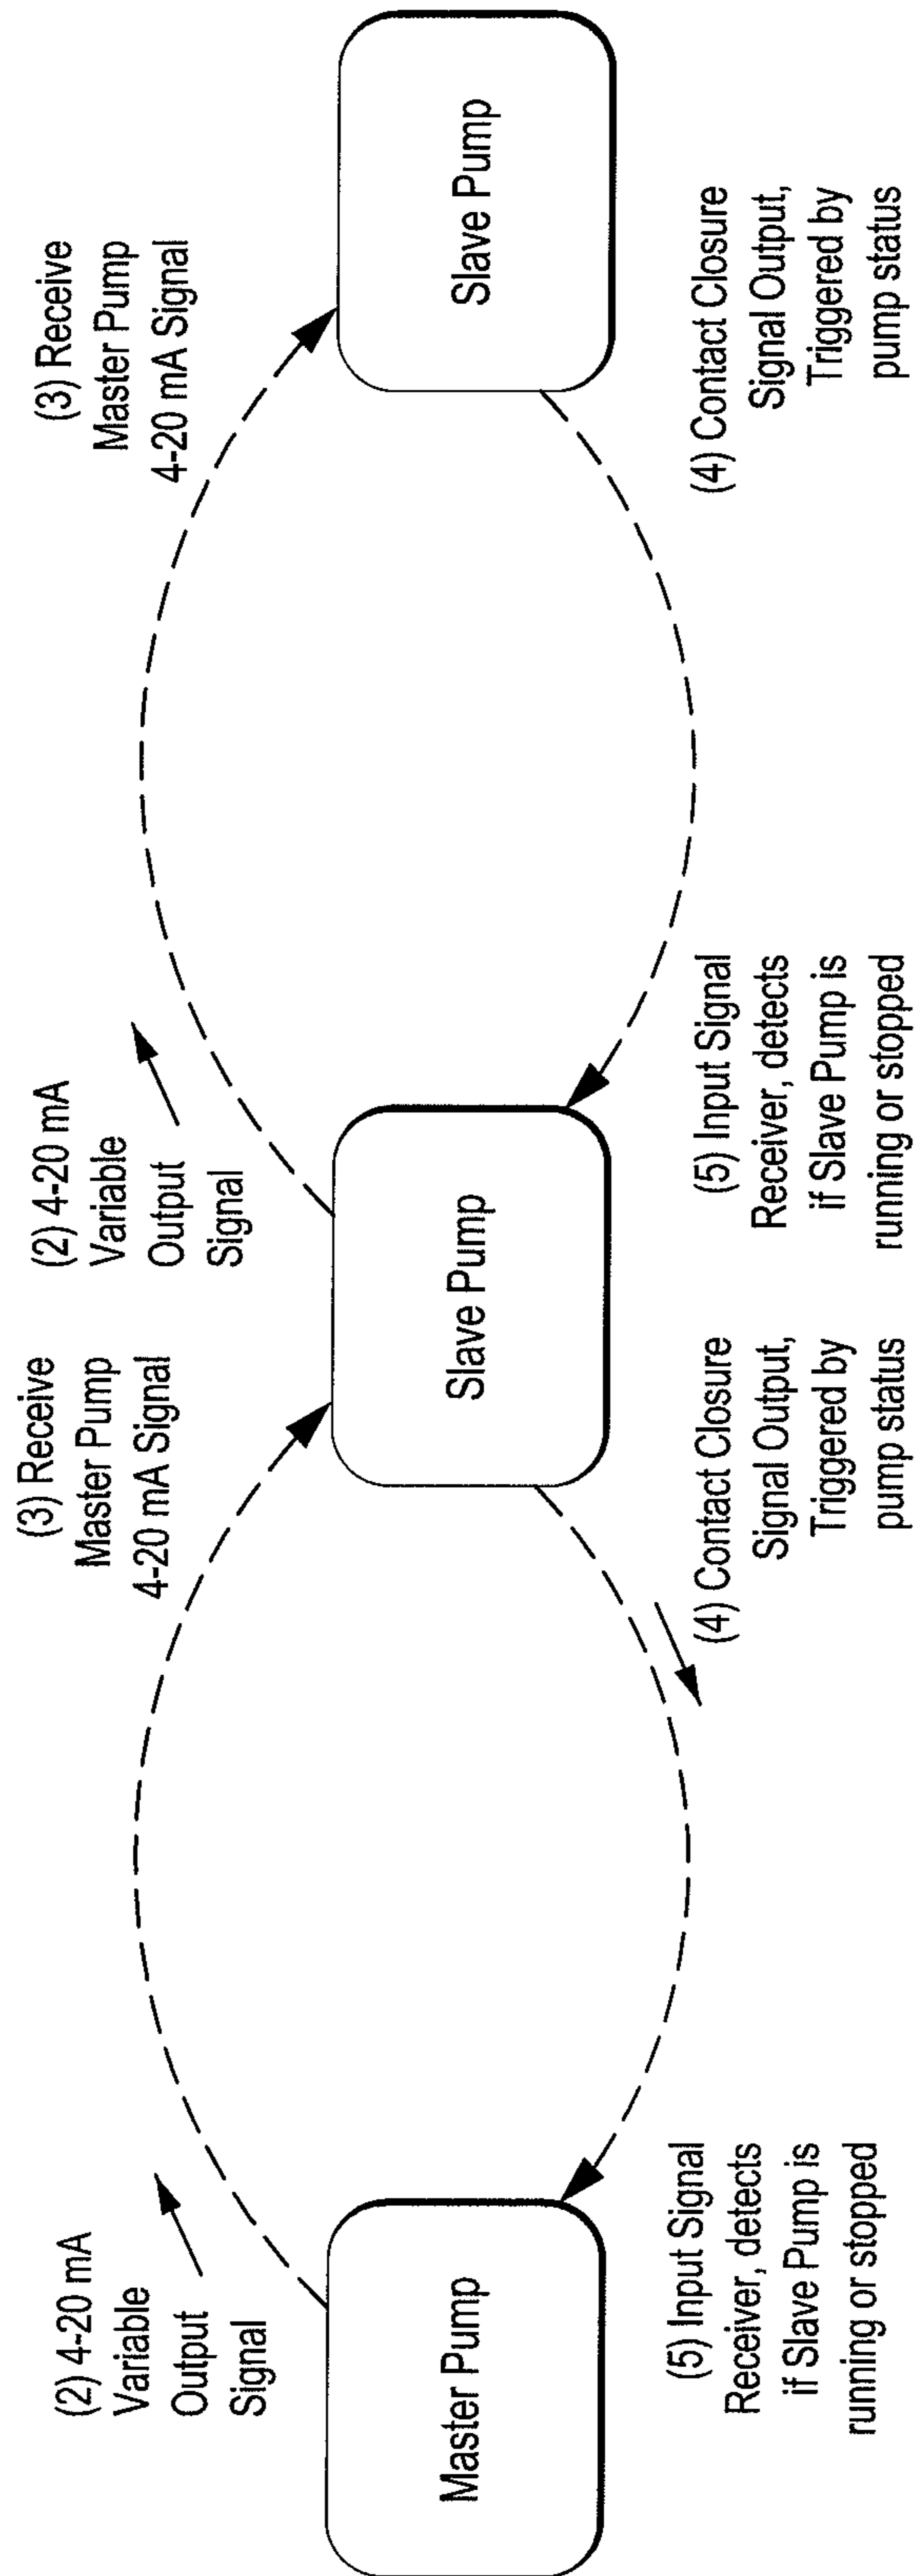 (2) 4-20 mA
Variable
Output
Signal
(3) Receive
Master Pump
4-20 mA Signal
(2) 4-20 mA
Variable
Output
Signal
(3) Receive
Master Pump
4-20 mA Signal
Master Pump
Slave Pump
Slave Pump
(5) Input Signal
Receiver, detects
if Slave Pump is
running or stopped
(4) Contact Closure
Signal Output,
Triggered by
pump status
(5) Input Signal
Receiver, detects
if Slave Pump is
running or stopped
(4) Contact Closure
Signal Output,
Triggered by
pump status